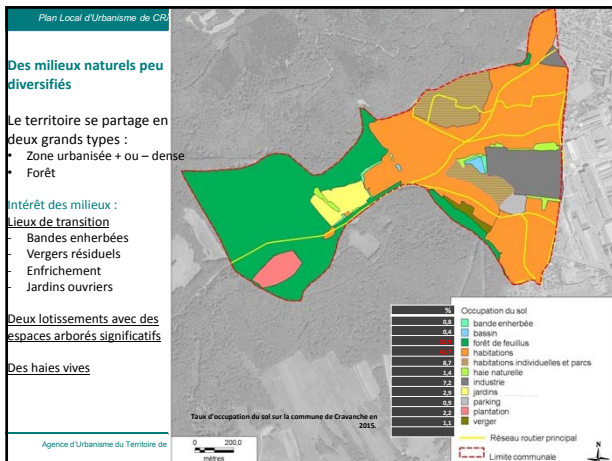 Plan Local d'Urbanisme de CRA
Des milieux naturels peu
diversifiés
Le territoire se partage en
deux grands types :
• Zone urbanisée + ou – dense
• Forêt
Intérêt des milieux :
Lieux de transition
- Bandes enherbées
- Vergers résiduels
- Enfrichement
- Jardins ouvriers
Deux lotissements avec des
espaces arborés significatifs
Des haies vives
Agence d'Urbanisme du Territoire de
Taux d'occupation du sol sur la commune de Cravanche en
2015.
0 200,0
mètres
% Occupation du sol
0,8 bande enherbée
0,4 bassin
forêt de feuillus
habitations
8,7 habitations individuelles et parcs
1,4 haie naturelle
7,2 industrie
2,9 jardins
0,9 parking
2,2 plantation
1,1 verger
Réseau routier principal
Limite communale
N